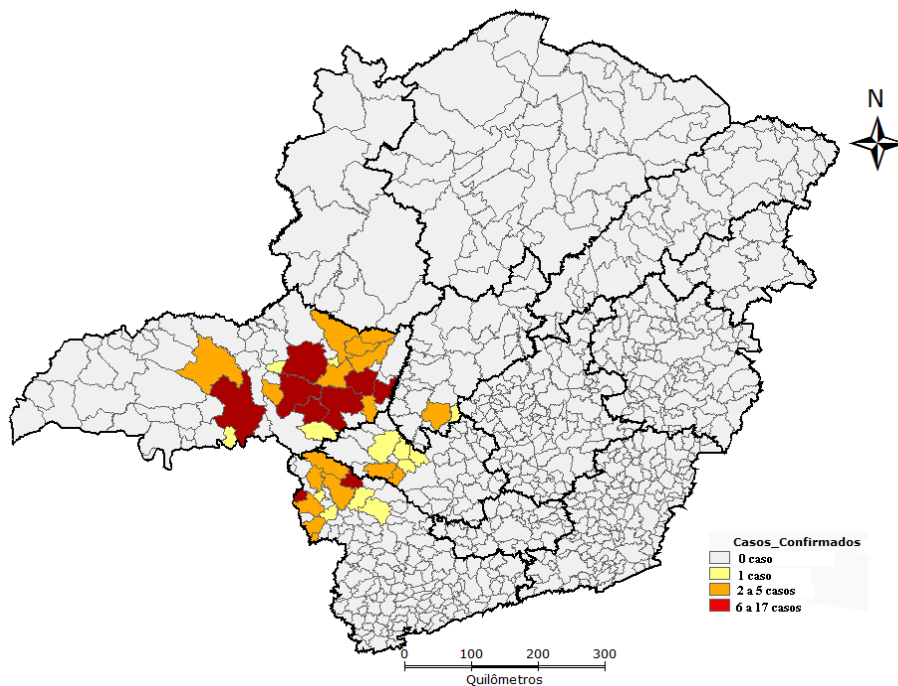 N
Casos_Confirmados
0 caso
1 caso
2 a 5 casos
6 a 17 casos
0 100 200 300
Quilômetros